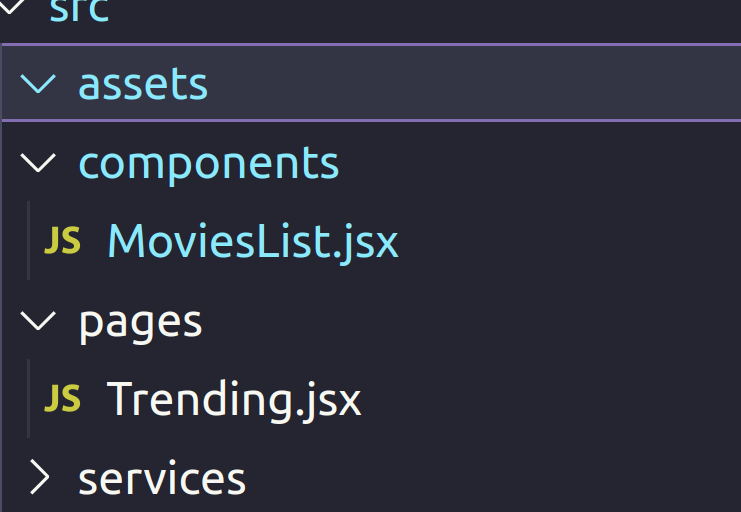 src
assets
components
JS MoviesList.jsx
pages
JS Trending.jsx
services